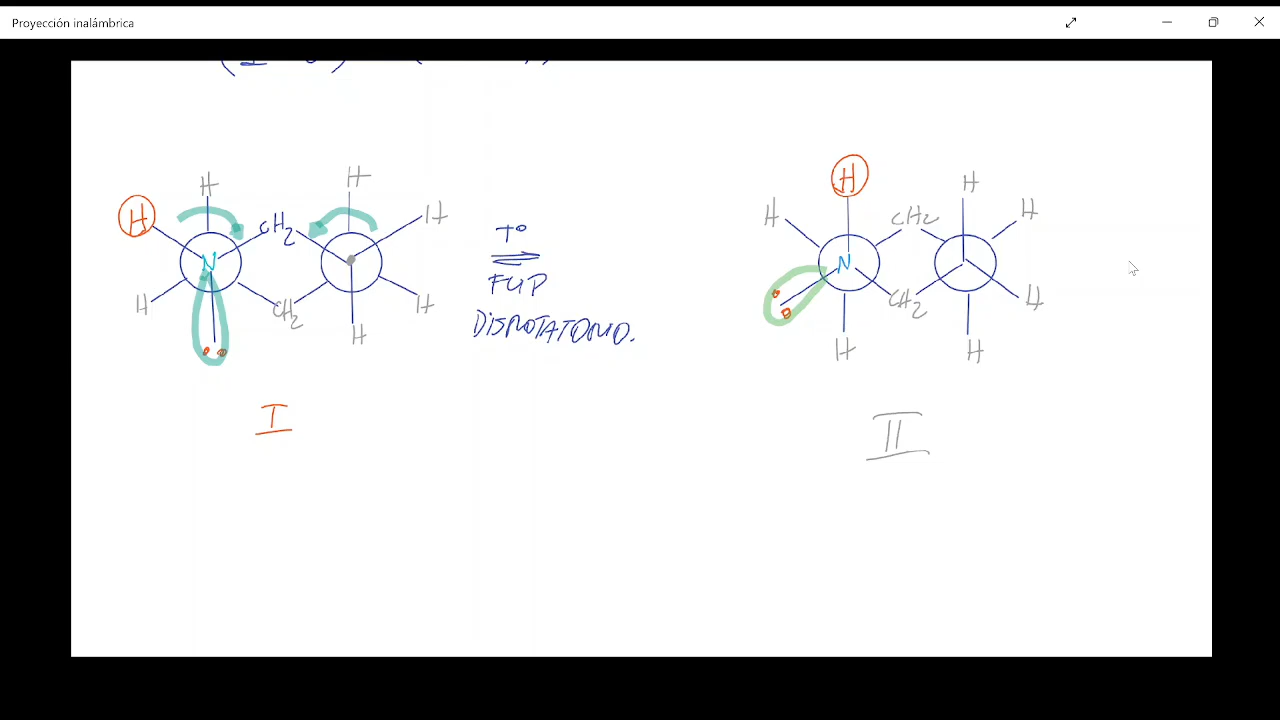 Proyección inalámbrica
H H
H CH2 H
N
H CH2 H
H
T°
⇌
FLIP
DISROTATORIO.
I
H
H CH2 H H
N
CH2 H
H H
II